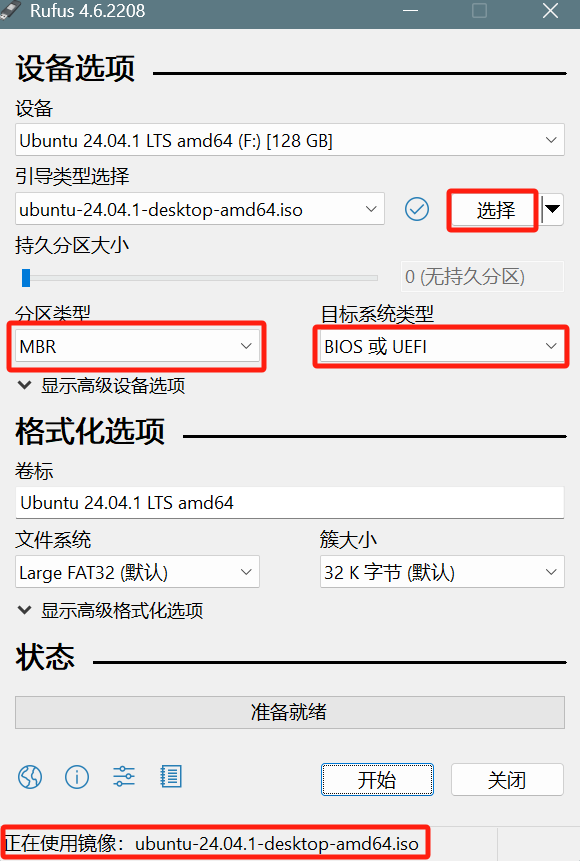 Rufus 4.6.2208
设备选项
设备
Ubuntu 24.04.1 LTS amd64 (F:) [128 GB]
引导类型选择
ubuntu-24.04.1-desktop-amd64.iso
选择
持久分区大小
0 (无持久分区)
分区类型 目标系统类型
MBR BIOS 或 UEFI
显示高级设备选项
格式化选项
卷标
Ubuntu 24.04.1 LTS amd64
文件系统 簇大小
Large FAT32 (默认) 32 K 字节 (默认)
显示高级格式化选项
状态
准备就绪
开始 关闭
正在使用镜像：ubuntu-24.04.1-desktop-amd64.iso